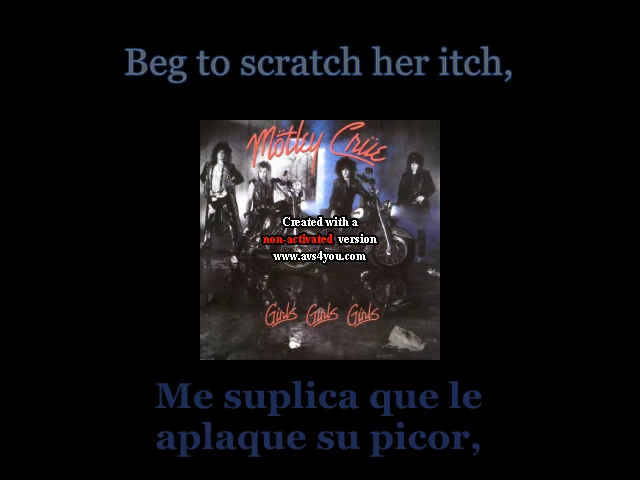 Beg to scratch her itch,
Mötley Crüe
Created with a
non-activated version
www.avs4you.com
Girls Girls Girls
Me suplica que le
aplaque su picor,